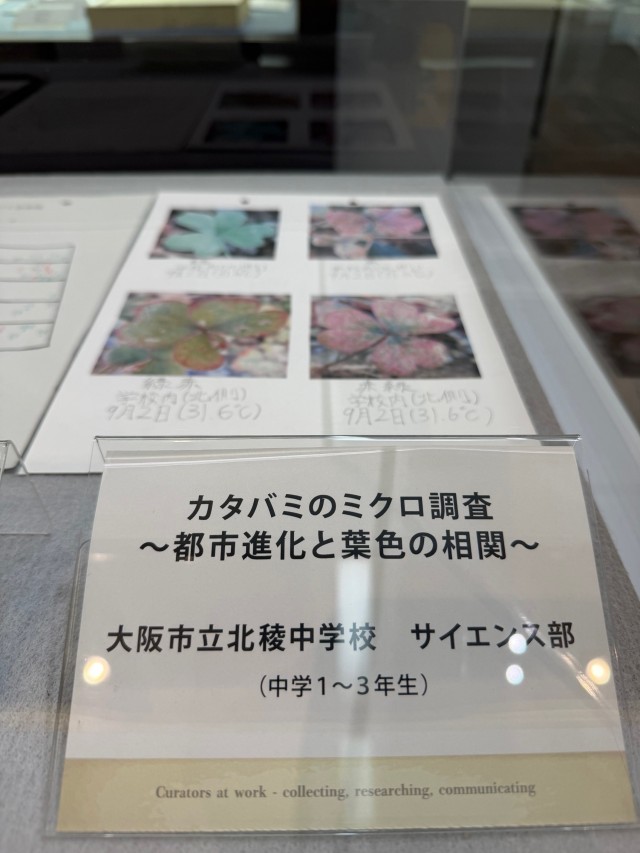 緑赤
学校内(北側)
9月2日(31.6℃)
赤緑
学校内(北側)
9月2日(31.6℃)
カタバミのミクロ調査
～都市進化と葉色の相関～
大阪市立北稜中学校　サイエンス部
（中学1～3年生）
Curators at work - collecting, researching, communicating